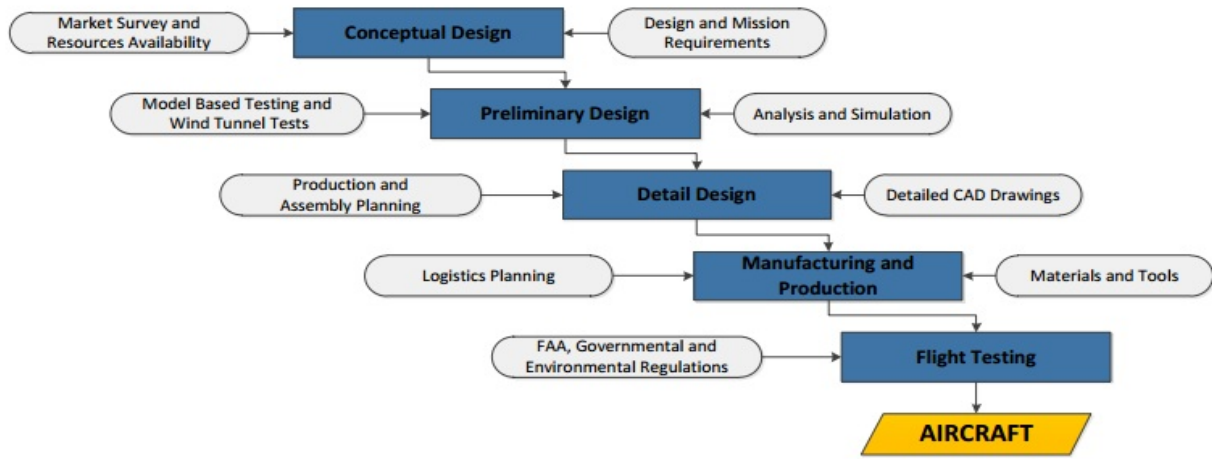 Market Survey and
Resources Availability
Conceptual Design
Design and Mission
Requirements
Model Based Testing and
Wind Tunnel Tests
Preliminary Design
Analysis and Simulation
Production and
Assembly Planning
Detail Design
Detailed CAD Drawings
Logistics Planning
Manufacturing and
Production
Materials and Tools
FAA, Governmental and
Environmental Regulations
Flight Testing
AIRCRAFT